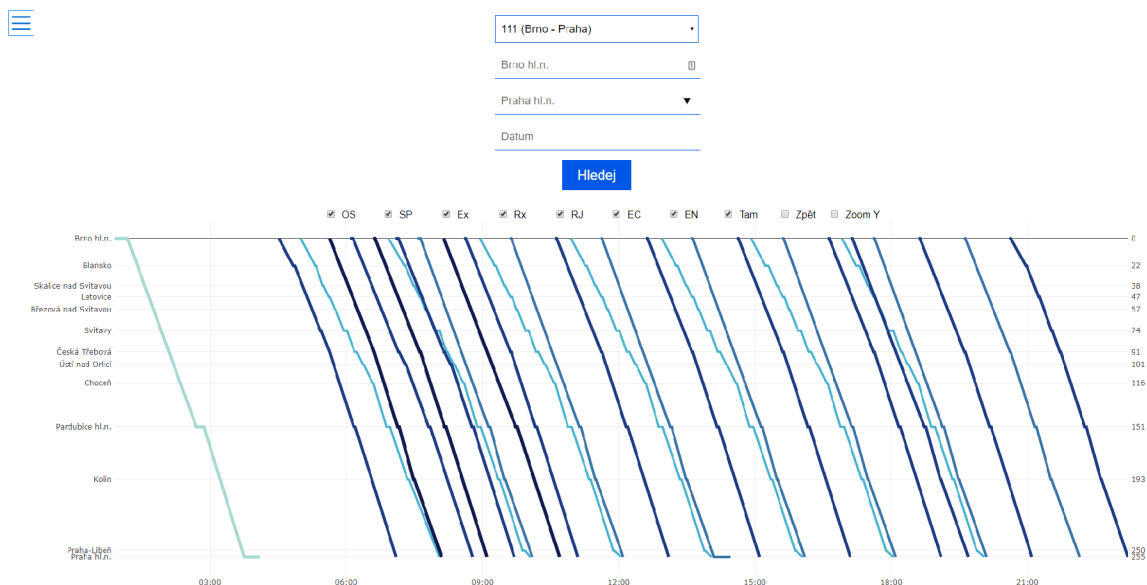 111 (Brno - Praha)
Brno hl.n.
Praha hl.n.
Datum
Hledej
OS SP Ex Rx RJ EC EN Tam Zpět Zoom Y
Brno hl.n. 0
Blansko 22
Skalice nad Svitavou 38
Letovice 47
Březová nad Svitavou 57
Svitavy 74
Česká Třebová 91
Ústí nad Orlicí 101
Choceň 116
Pardubice hl.n. 151
Kolín 193
Praha-Libeň 250
Praha hl.n. 255
03:00 06:00 09:00 12:00 15:00 18:00 21:00